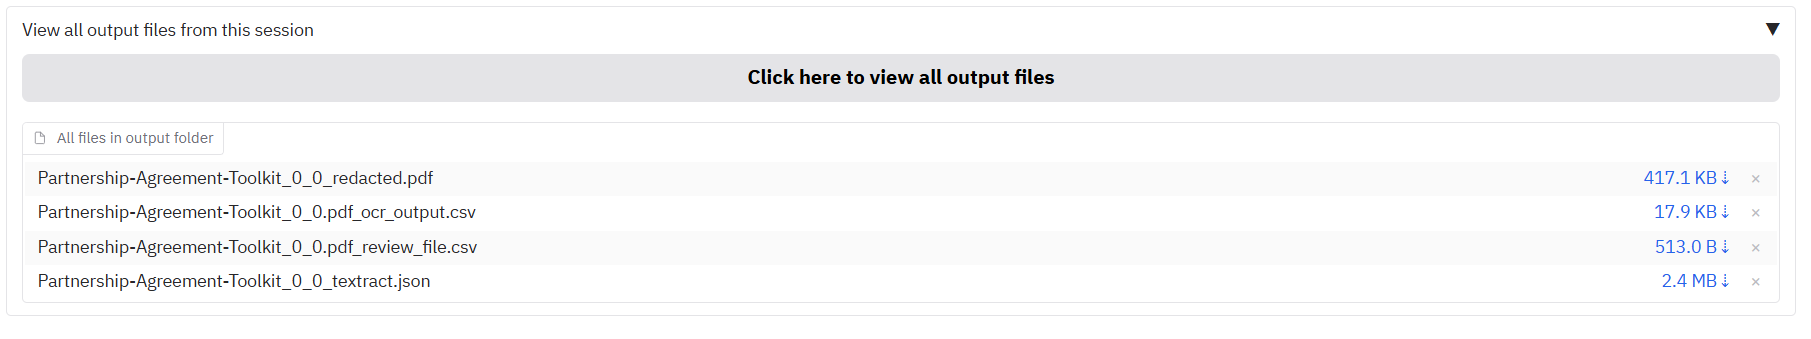 View all output files from this session ▼
Click here to view all output files
All files in output folder
Partnership-Agreement-Toolkit_0_0_redacted.pdf 417.1 KB⇣ ×
Partnership-Agreement-Toolkit_0_0.pdf_ocr_output.csv 17.9 KB⇣ ×
Partnership-Agreement-Toolkit_0_0.pdf_review_file.csv 513.0 B⇣ ×
Partnership-Agreement-Toolkit_0_0_textract.json 2.4 MB⇣ ×